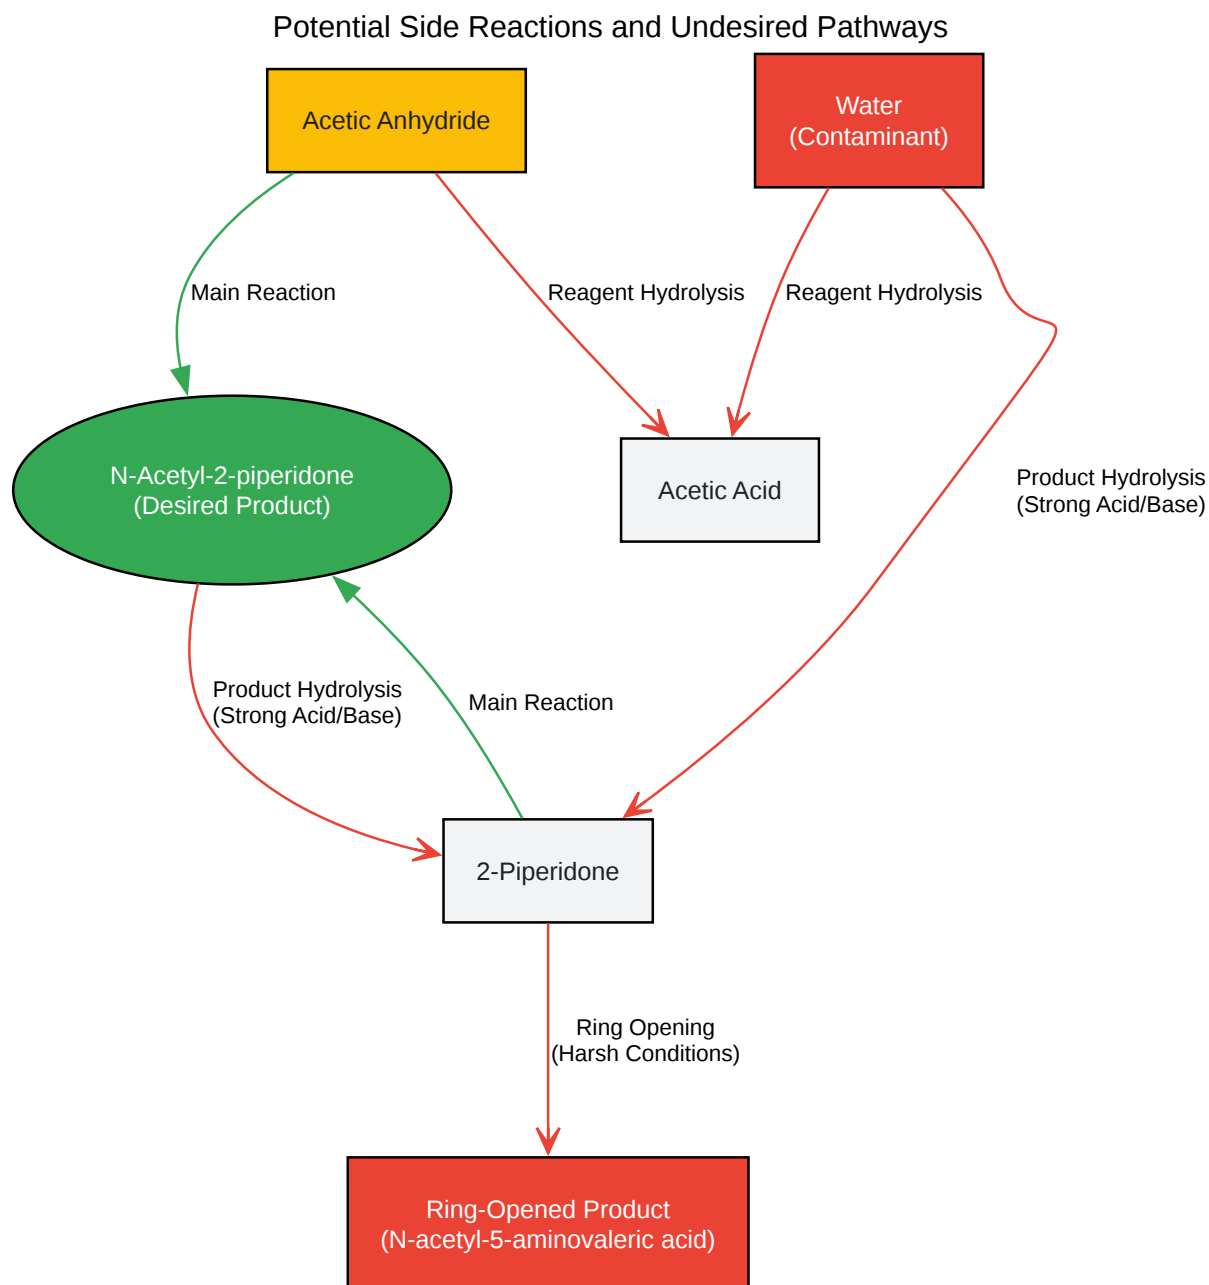 Potential Side Reactions and Undesired Pathways
Acetic Anhydride
Water
(Contaminant)
Main Reaction
Reagent Hydrolysis
Reagent Hydrolysis
N-Acetyl-2-piperidone
(Desired Product)
Acetic Acid
Product Hydrolysis
(Strong Acid/Base)
Product Hydrolysis
(Strong Acid/Base)
Main Reaction
2-Piperidone
Ring Opening
(Harsh Conditions)
Ring-Opened Product
(N-acetyl-5-aminovaleric acid)